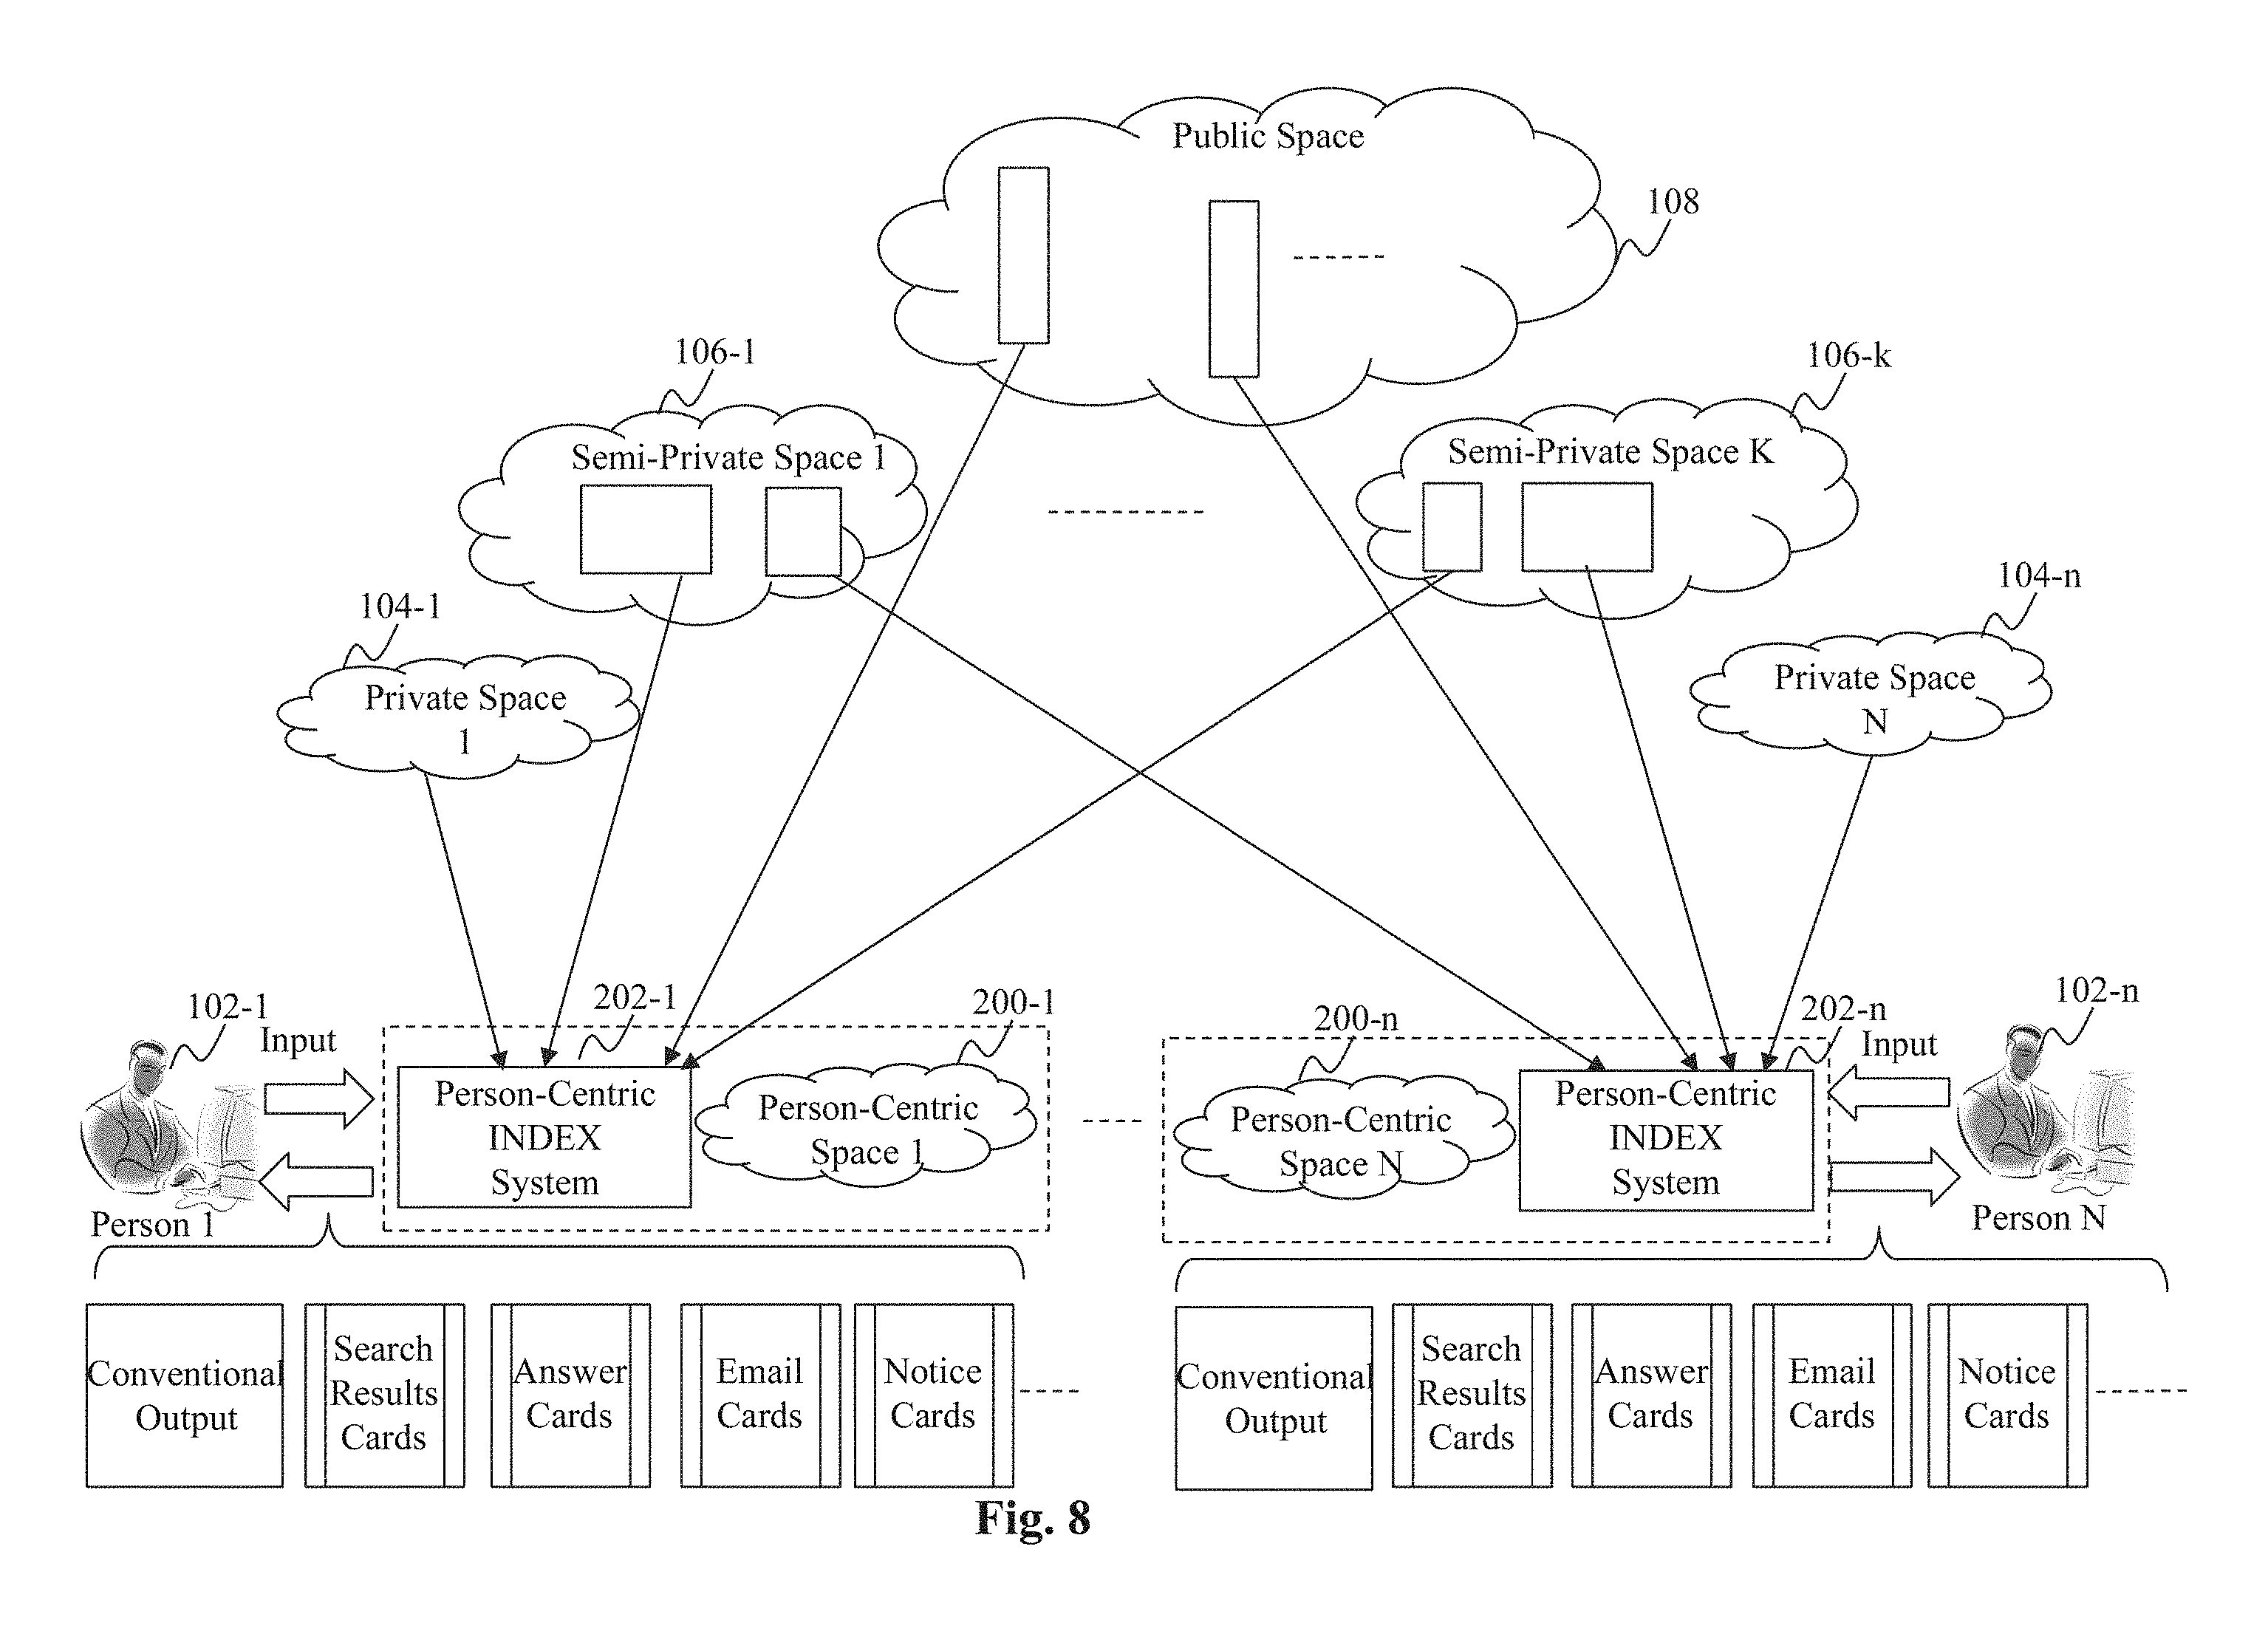 Public Space
108
106-1
106-k
Semi-Private Space 1
Semi-Private Space K
104-1
104-n
Private Space
1
Private Space
N
102-1
202-1
200-1
200-n
202-n
102-n
Input
Input
Person-Centric
INDEX
System
Person-Centric
Space 1
Person-Centric
Space N
Person-Centric
INDEX
System
Person 1
Person N
Conventional
Output
Search
Results
Cards
Answer
Cards
Email
Cards
Notice
Cards
Conventional
Output
Search
Results
Cards
Answer
Cards
Email
Cards
Notice
Cards
Fig. 8